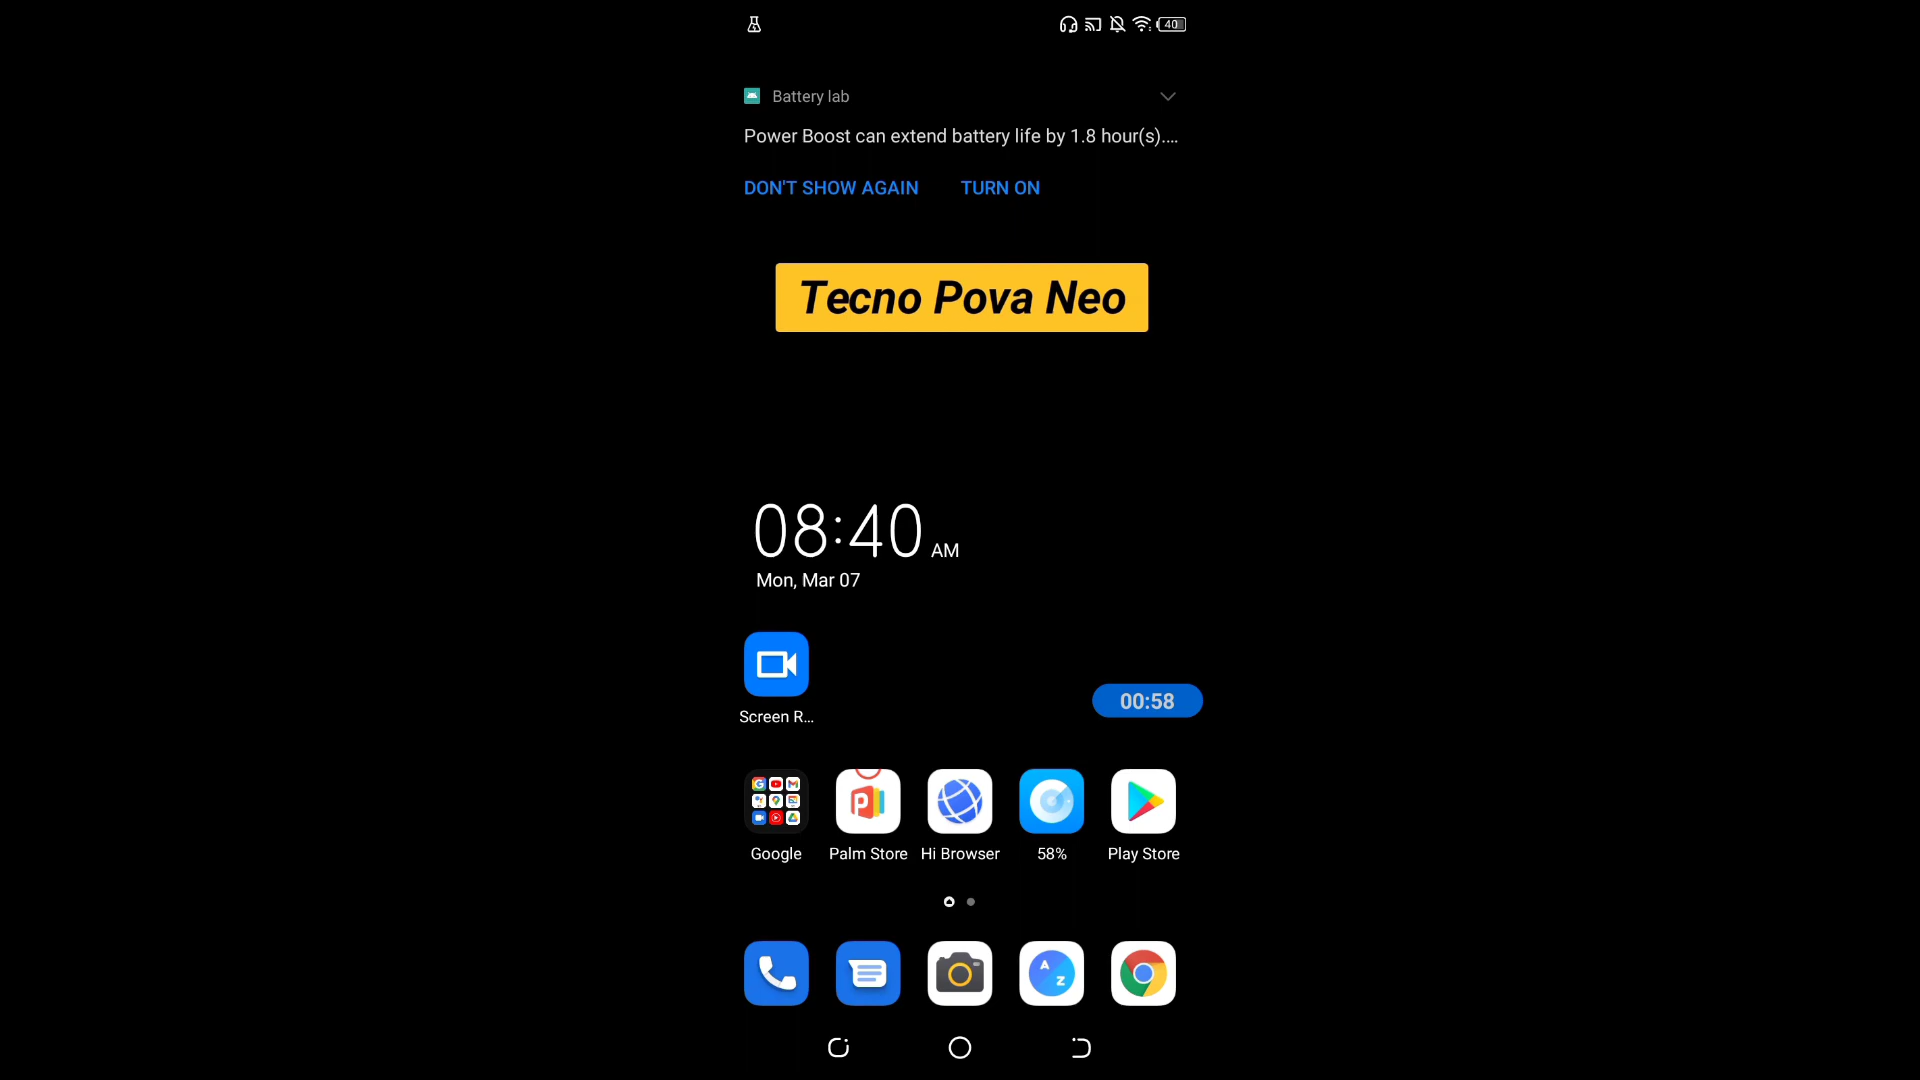 40
Battery lab
Power Boost can extend battery life by 1.8 hour(s)....
DON'T SHOW AGAIN TURN ON
Tecno Pova Neo
08:40 AM
Mon, Mar 07
Screen R...
00:58
Google Palm Store Hi Browser 58% Play Store
A
Z